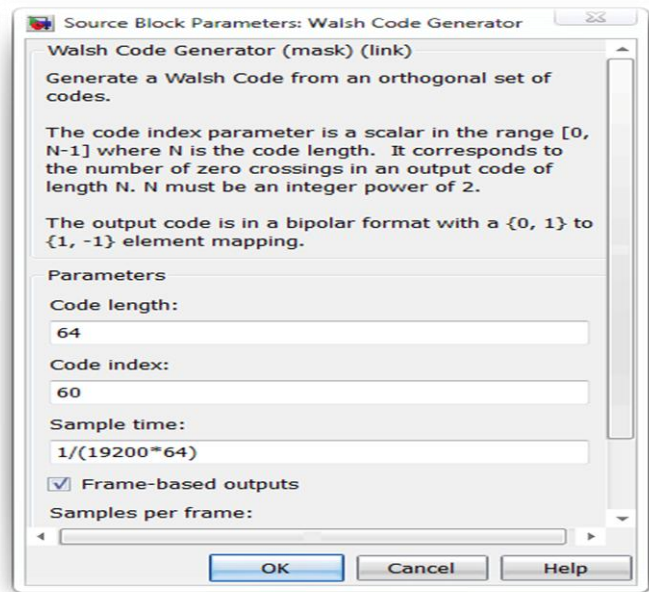 Source Block Parameters: Walsh Code Generator
Walsh Code Generator (mask) (link)
Generate a Walsh Code from an orthogonal set of
codes.
The code index parameter is a scalar in the range [0,
N-1] where N is the code length.  It corresponds to
the number of zero crossings in an output code of
length N. N must be an integer power of 2.
The output code is in a bipolar format with a {0, 1} to
{1, -1} element mapping.
Parameters
Code length:
64
Code index:
60
Sample time:
1/(19200*64)
Frame-based outputs
Samples per frame:
OK Cancel Help